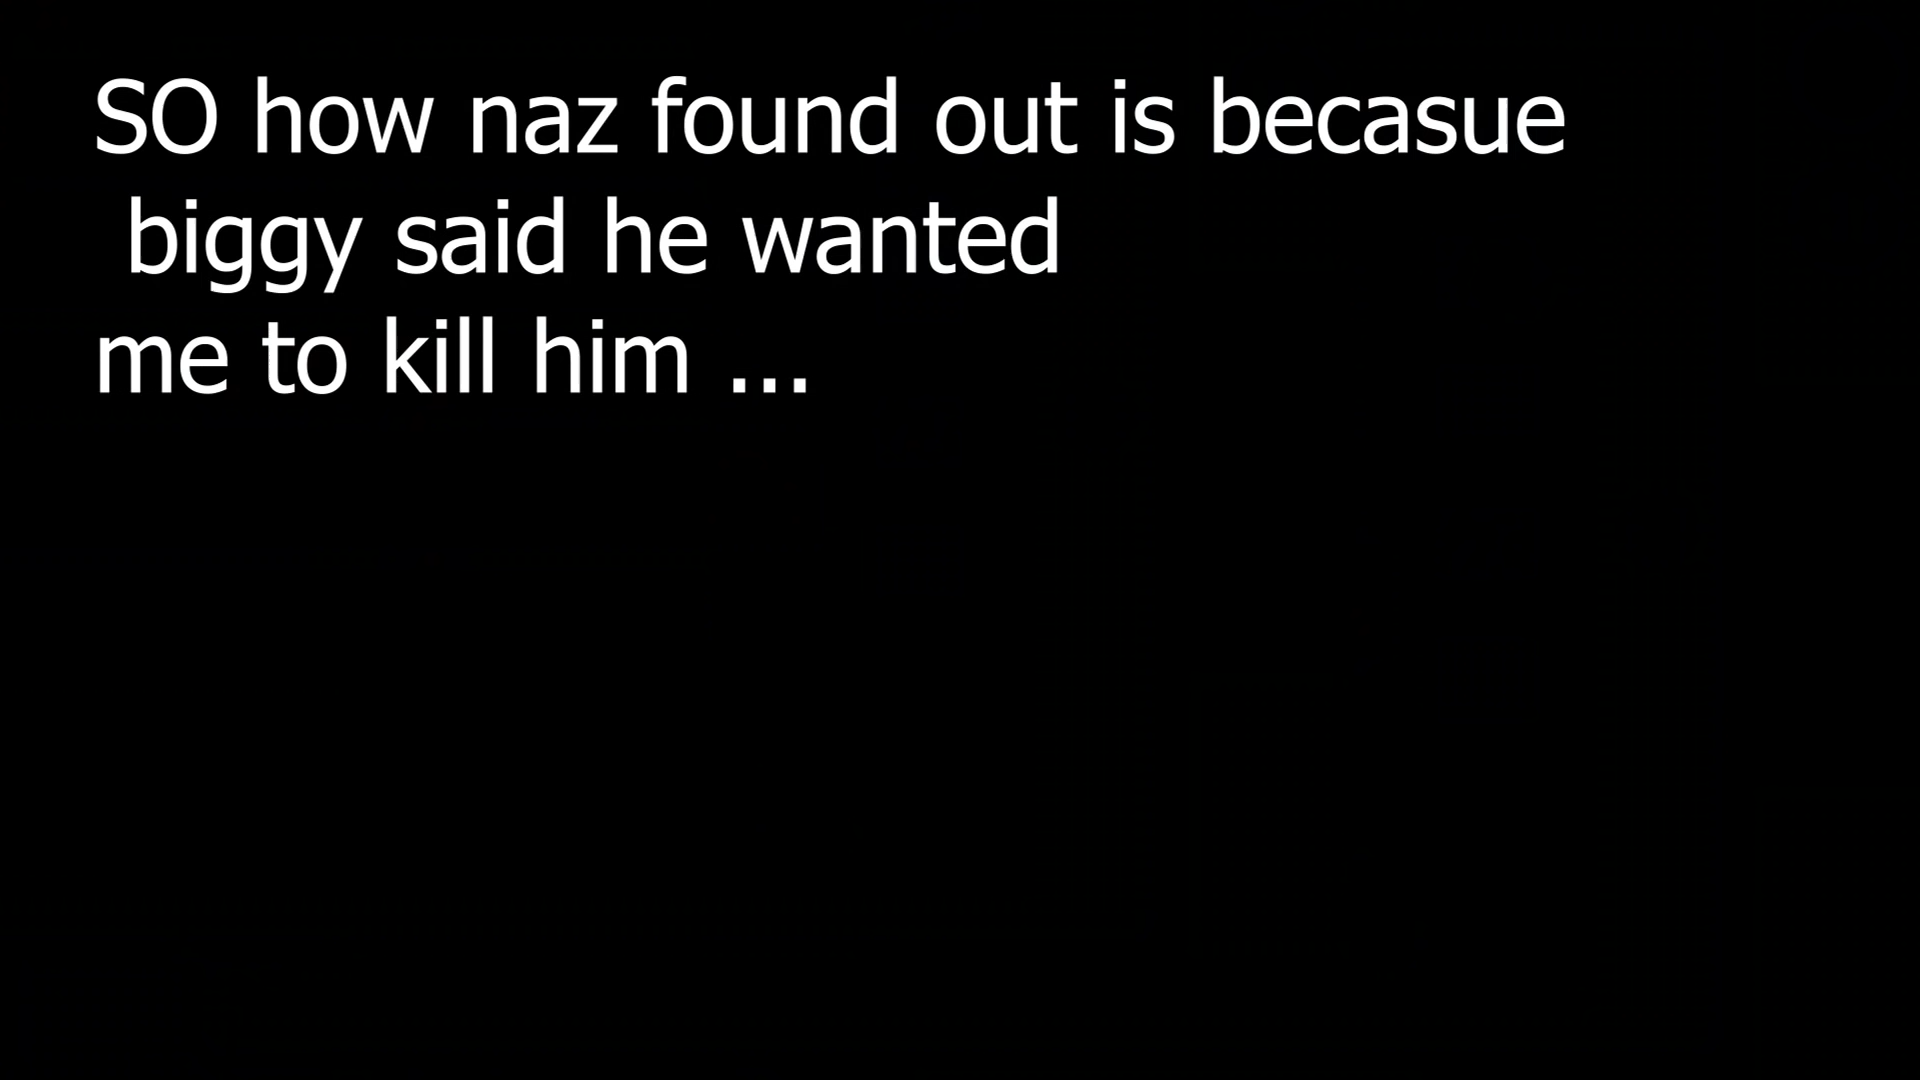 SO how naz found out is becasue
biggy said he wanted
me to kill him ...